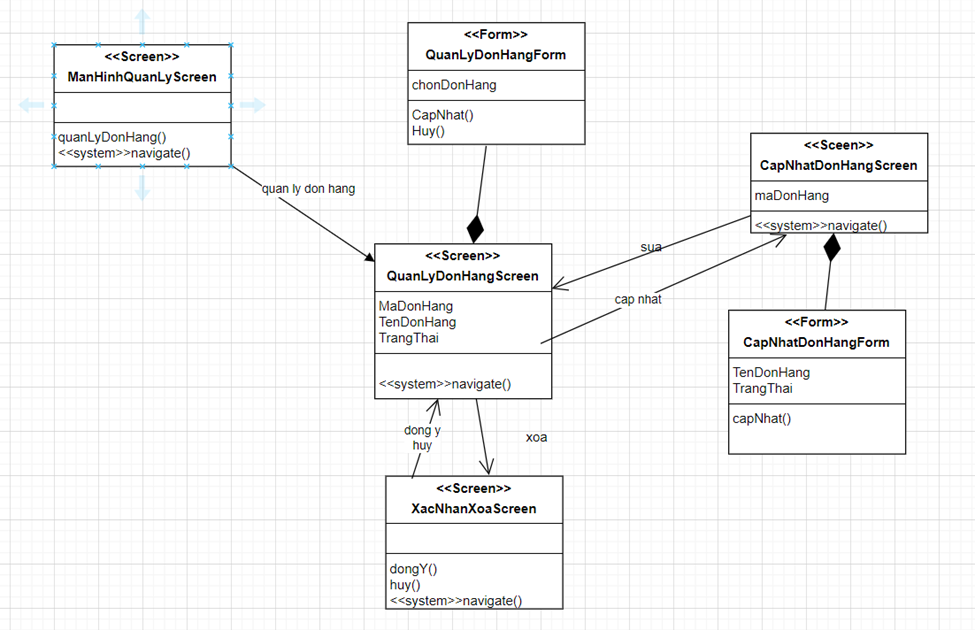 <<Screen>>
ManHinhQuanLyScreen
quanLyDonHang()
<<system>>navigate()
quan ly don hang
<<Form>>
QuanLyDonHangForm
chonDonHang
CapNhat()
Huy()
<<Sceen>>
CapNhatDonHangScreen
maDonHang
<<system>>navigate()
sua
cap nhat
<<Screen>>
QuanLyDonHangScreen
MaDonHang
TenDonHang
TrangThai
<<system>>navigate()
<<Form>>
CapNhatDonHangForm
TenDonHang
TrangThai
capNhat()
dong y
huy
xoa
<<Screen>>
XacNhanXoaScreen
dongY()
huy()
<<system>>navigate()